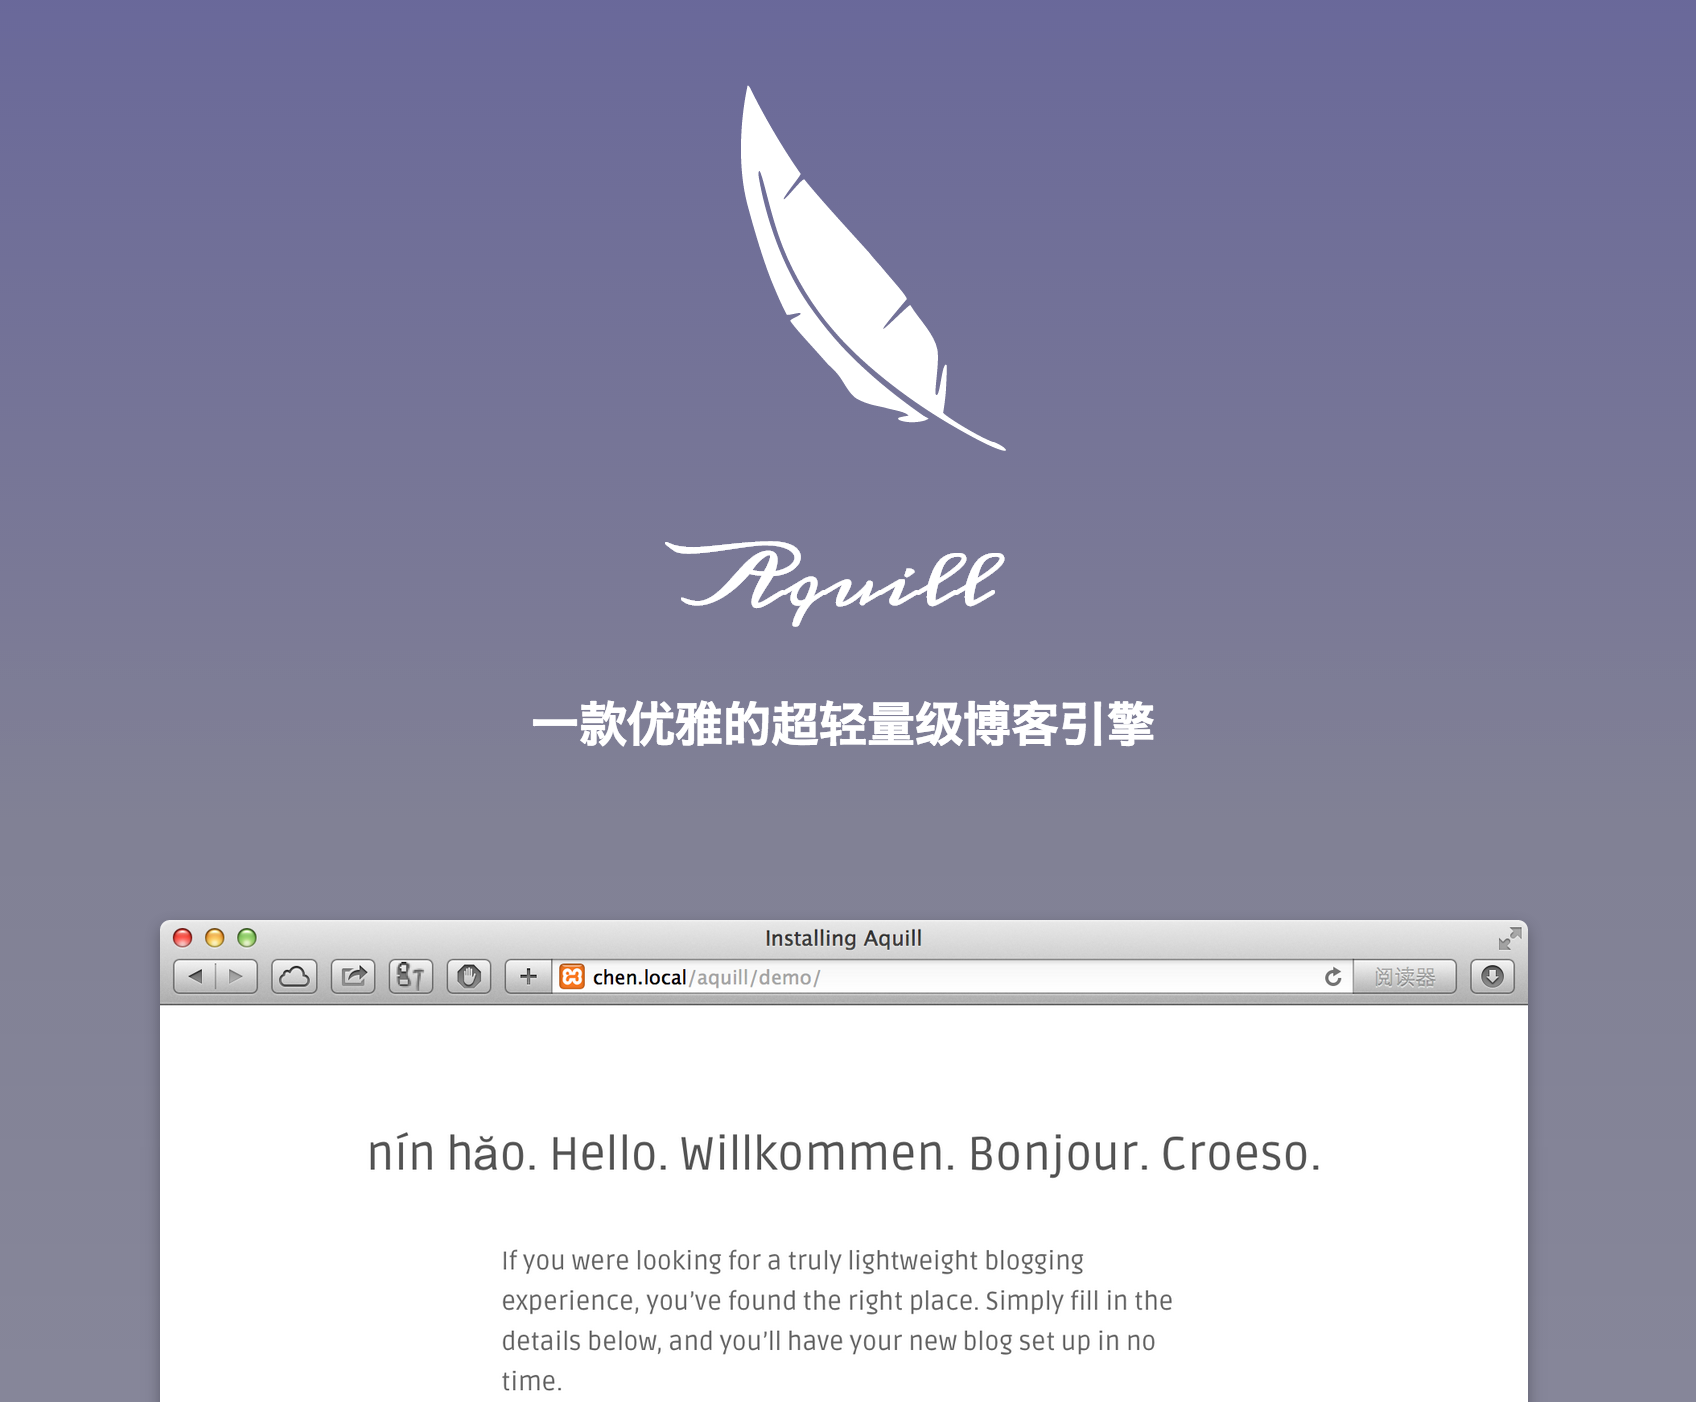 Aquill
一款优雅的超轻量级博客引擎
Installing Aquill
chen.local/aquill/demo/
阅读器
nín hǎo. Hello. Willkommen. Bonjour. Croeso.
If you were looking for a truly lightweight blogging
experience, you’ve found the right place. Simply fill in the
details below, and you’ll have your new blog set up in no
time.